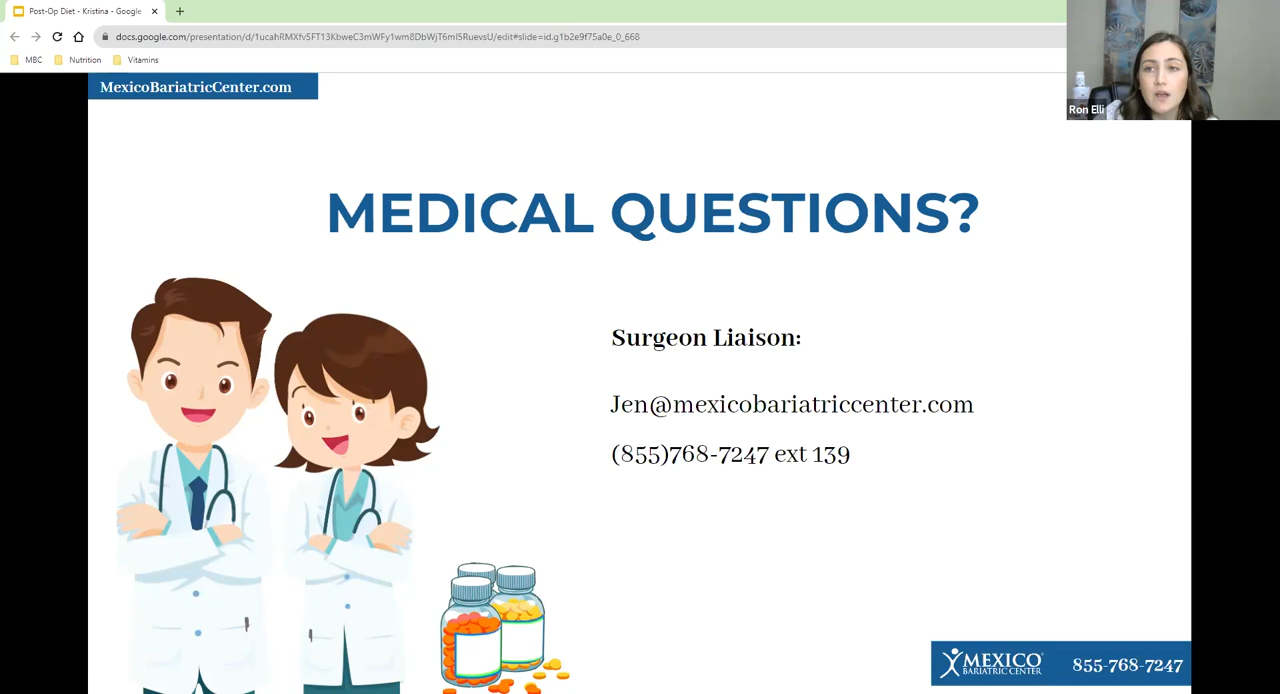 Post-Op Diet - Kristina - Google
docs.google.com/presentation/d/1ucahRMXfv5FT13KbweC3mWFy1wm8DbWjT6mI5RuevsU/edit#slide=id.g1b2e9f75a0e_0_668
MBC Nutrition Vitamins
Ron Elli
MexicoBariatricCenter.com
MEDICAL QUESTIONS?
Surgeon Liaison:
Jen@mexicobariatriccenter.com
(855)768-7247 ext 139
MEXICO
BARIATRIC CENTER
855-768-7247